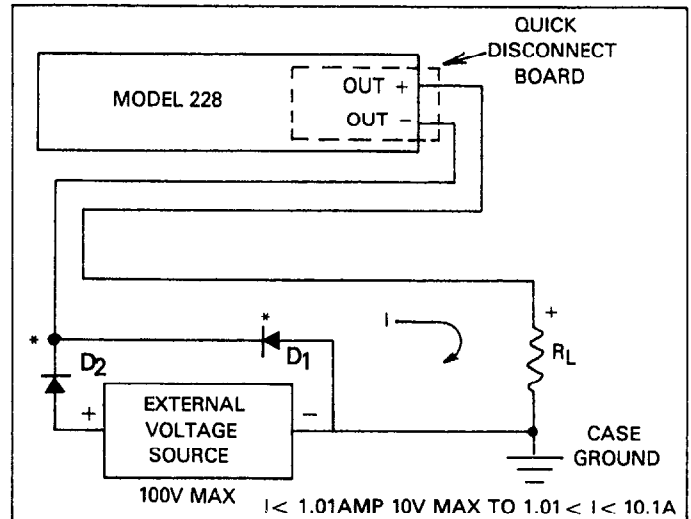 QUICK
DISCONNECT
BOARD
MODEL 228
OUT +
OUT −
*
*
D2
D1
I
+
RL
+
EXTERNAL
VOLTAGE
SOURCE
−
CASE
GROUND
100V MAX
I< 1.01AMP 10V MAX TO 1.01< I< 10.1A